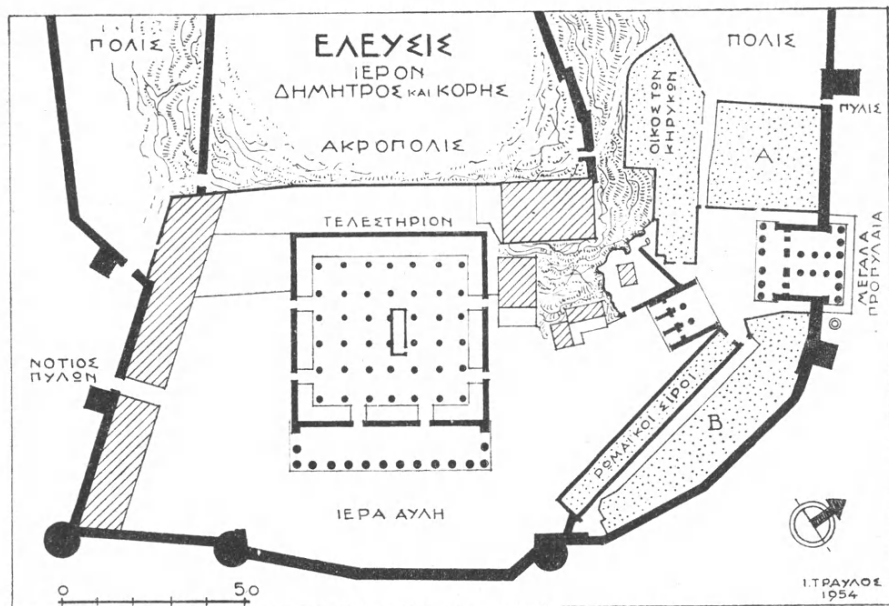 ΠΟΛΙΣ
ΕΛΕΥΣΙΣ
ΙΕΡΟΝ
ΔΗΜΗΤΡΟΣ ΚΑΙ ΚΟΡΗΣ
ΑΚΡΟΠΟΛΙΣ
ΠΟΛΙΣ
ΟΙΚΟΣ ΤΩΝ
ΚΗΡΥΚΩΝ
ΠΥΛΙΣ
Α
ΤΕΛΕΣΤΗΡΙΟΝ
ΜΕΓΑΛΑ
ΠΡΟΠΥΛΑΙΑ
ΝΟΤΙΟΣ
ΠΥΛΩΝ
ΡΩΜΑΙΚΟΙ ΣΙΡΟΙ
Β
ΙΕΡΑ ΑΥΛΗ
0 50
Ι.ΤΡΑΥΛΟΣ
1954